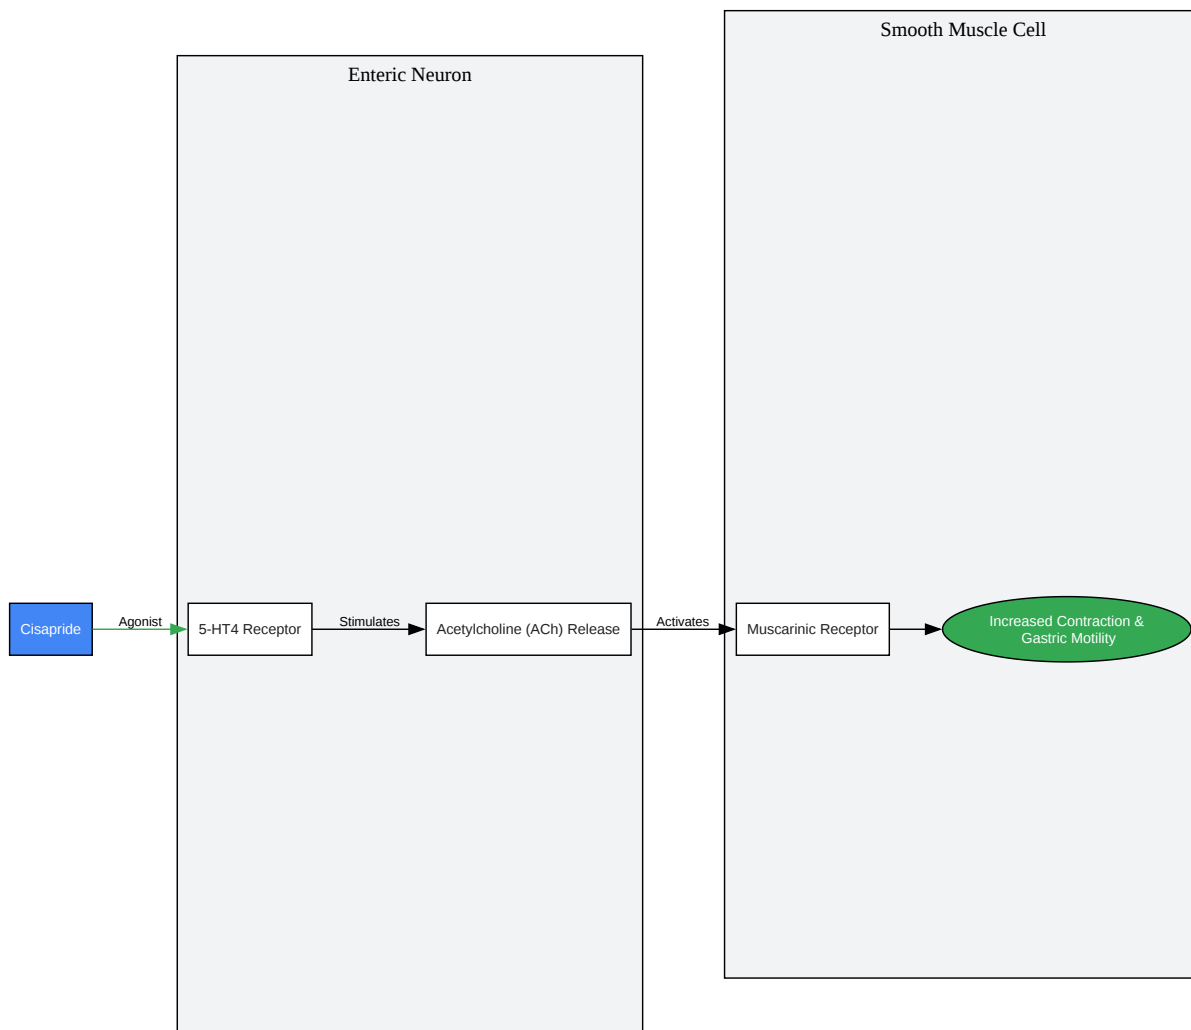 Smooth Muscle Cell
Enteric Neuron
Cisapride
Agonist
5-HT4 Receptor
Stimulates
Acetylcholine (ACh) Release
Activates
Muscarinic Receptor
Increased Contraction &
Gastric Motility